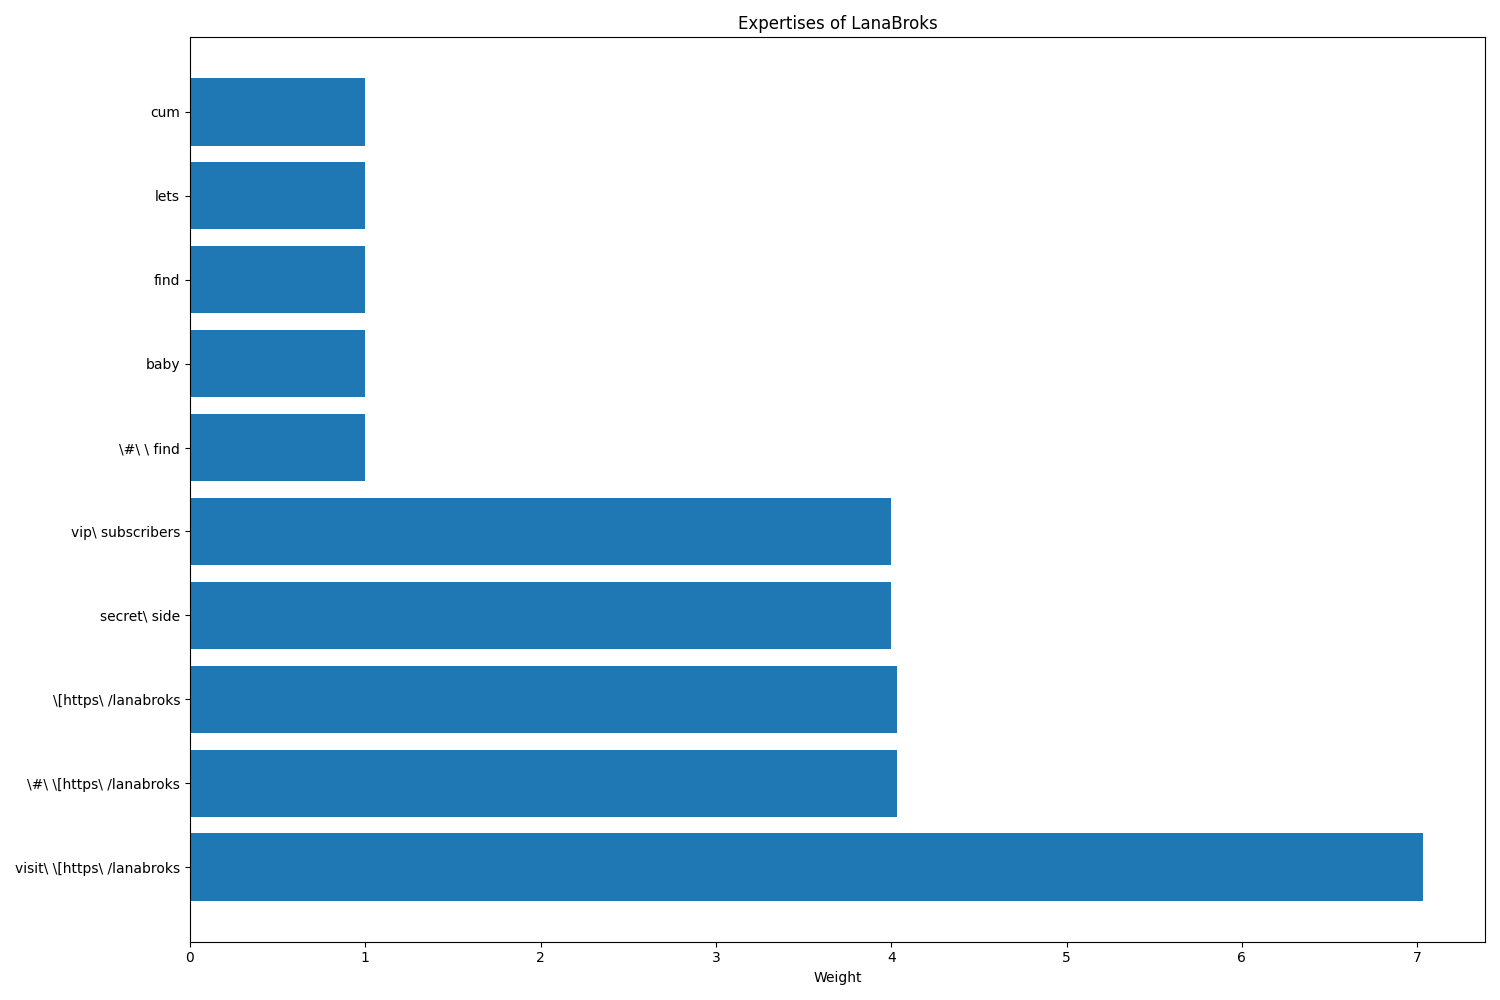 Expertises of LanaBroks
cum
lets
find
baby
\#\ \ find
vip\ subscribers
secret\ side
\[https\ /lanabroks
\#\ \[https\ /lanabroks
visit\ \[https\ /lanabroks
0 1 2 3 4 5 6 7
Weight